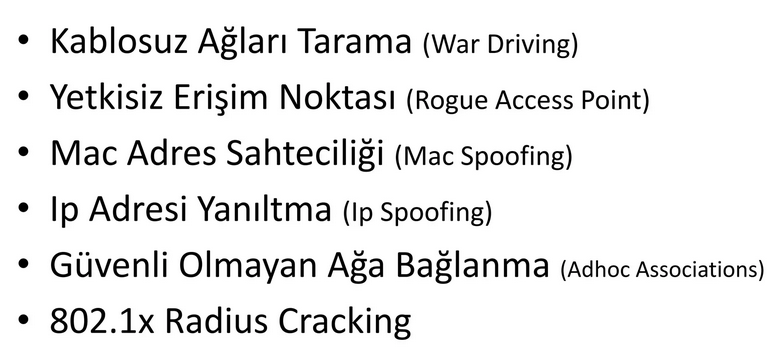 • Kablosuz Ağları Tarama (War Driving)
• Yetkisiz Erişim Noktası (Rogue Access Point)
• Mac Adres Sahteciliği (Mac Spoofing)
• Ip Adresi Yanıltma (Ip Spoofing)
• Güvenli Olmayan Ağa Bağlanma (Adhoc Associations)
• 802.1x Radius Cracking